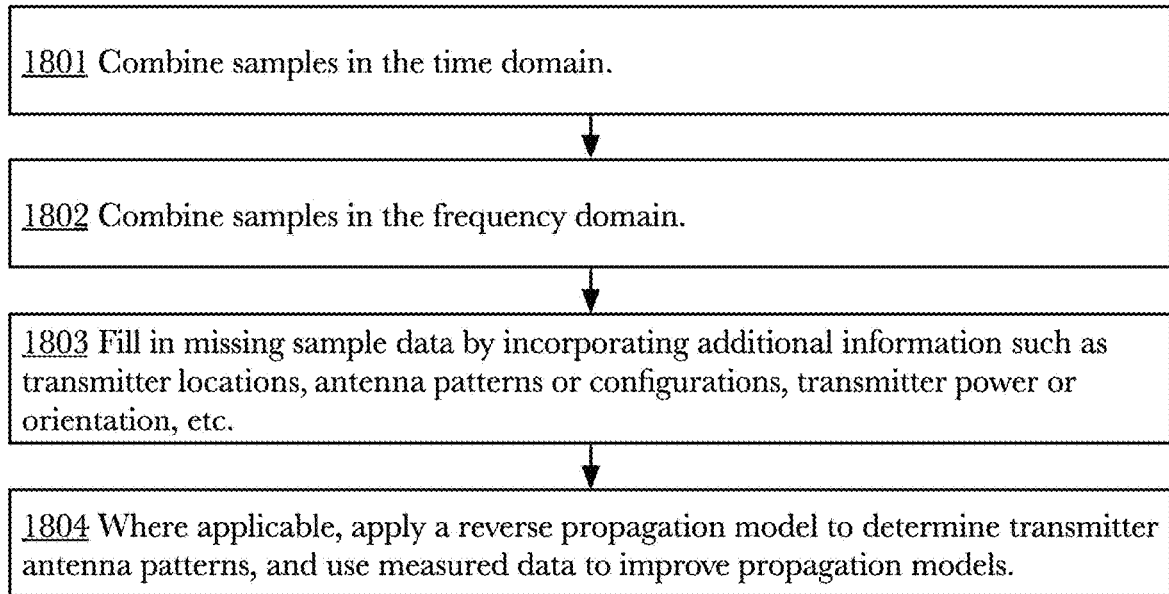 1801 Combine samples in the time domain.
1802 Combine samples in the frequency domain.
1803 Fill in missing sample data by incorporating additional information such as
transmitter locations, antenna patterns or configurations, transmitter power or
orientation, etc.
1804 Where applicable, apply a reverse propagation model to determine transmitter
antenna patterns, and use measured data to improve propagation models.